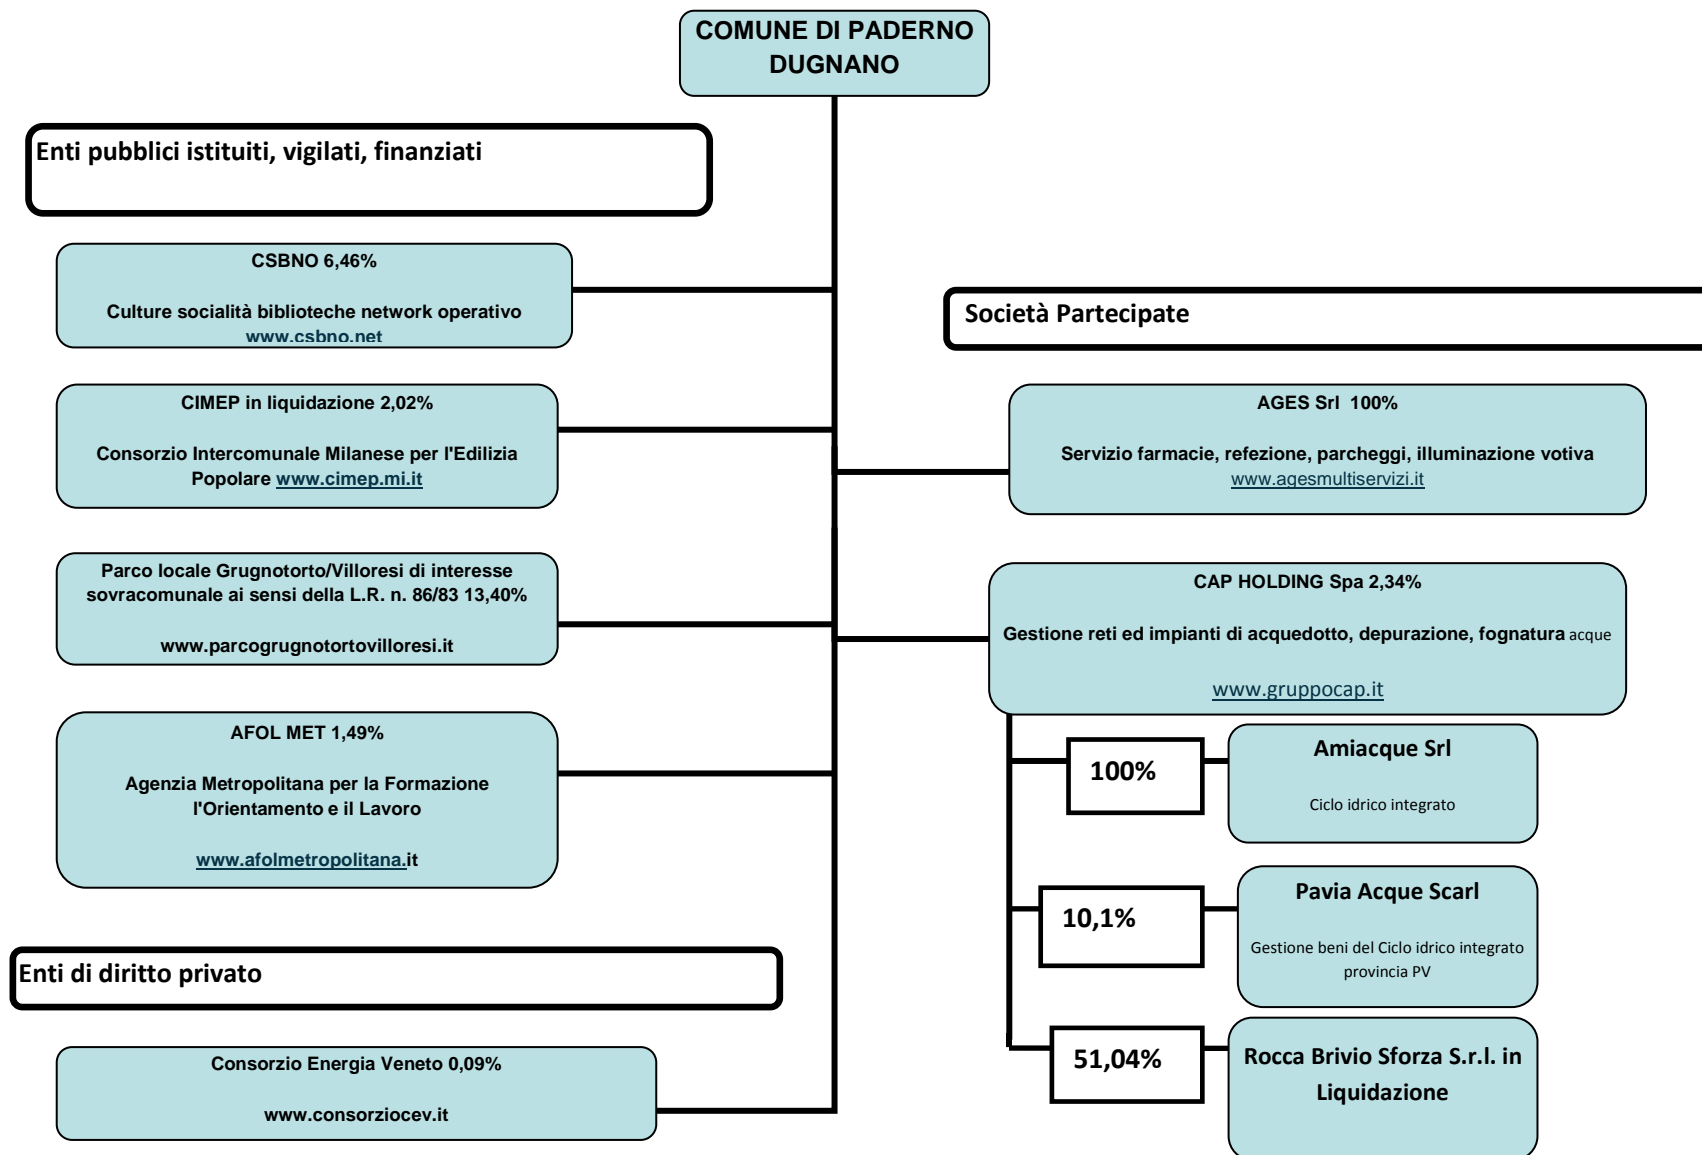 COMUNE DI PADERNO
DUGNANO
Enti pubblici istituiti, vigilati, finanziati
CSBNO 6,46%
Culture socialità biblioteche network operativo
www.csbno.net
CIMEP in liquidazione 2,02%
Consorzio Intercomunale Milanese per l'Edilizia
Popolare www.cimep.mi.it
Parco locale Grugnotorto/Villoresi di interesse
sovracomunale ai sensi della L.R. n. 86/83 13,40%
www.parcogrugnotortovilloresi.it
AFOL MET 1,49%
Agenzia Metropolitana per la Formazione
l'Orientamento e il Lavoro
www.afolmetropolitana.it
Enti di diritto privato
Consorzio Energia Veneto 0,09%
www.consorziocev.it
Società Partecipate
AGES Srl 100%
Servizio farmacie, refezione, parcheggi, illuminazione votiva
www.agesmultiservizi.it
CAP HOLDING Spa 2,34%
Gestione reti ed impianti di acquedotto, depurazione, fognatura acque
www.gruppocap.it
100%
Amiacque Srl
Ciclo idrico integrato
10,1%
Pavia Acque Scarl
Gestione beni del Ciclo idrico integrato
provincia PV
51,04%
Rocca Brivio Sforza S.r.l. in
Liquidazione